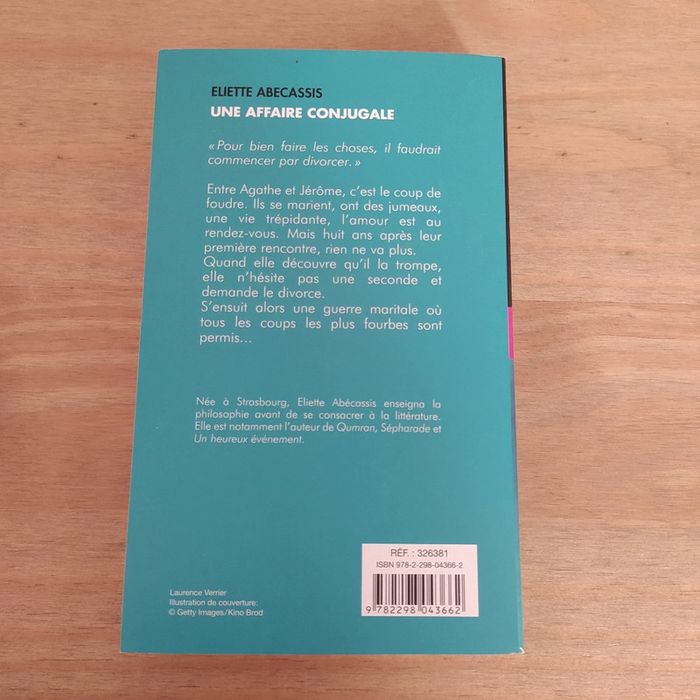 ELIETTE ABECASSIS
UNE AFFAIRE CONJUGALE
« Pour bien faire les choses, il faudrait
commencer par divorcer. »
Entre Agathe et Jérôme, c'est le coup de
foudre. Ils se marient, ont des jumeaux,
une vie trépidante, l'amour est au
rendez-vous. Mais huit ans après leur
première rencontre, rien ne va plus.
Quand elle découvre qu'il la trompe,
elle n'hésite pas une seconde et
demande le divorce.
S'ensuit alors une guerre maritale où
tous les coups les plus fourbes sont
permis...
Née à Strasbourg, Eliette Abécassis enseigna la
philosophie avant de se consacrer à la littérature.
Elle est notamment l'auteur de Qumran, Sépharade et
Un heureux événement.
RÉF. : 326381
ISBN 978-2-298-04366-2
9 782298 043662
Laurence Verrier
Illustration de couverture:
© Getty Images/Kino Brod